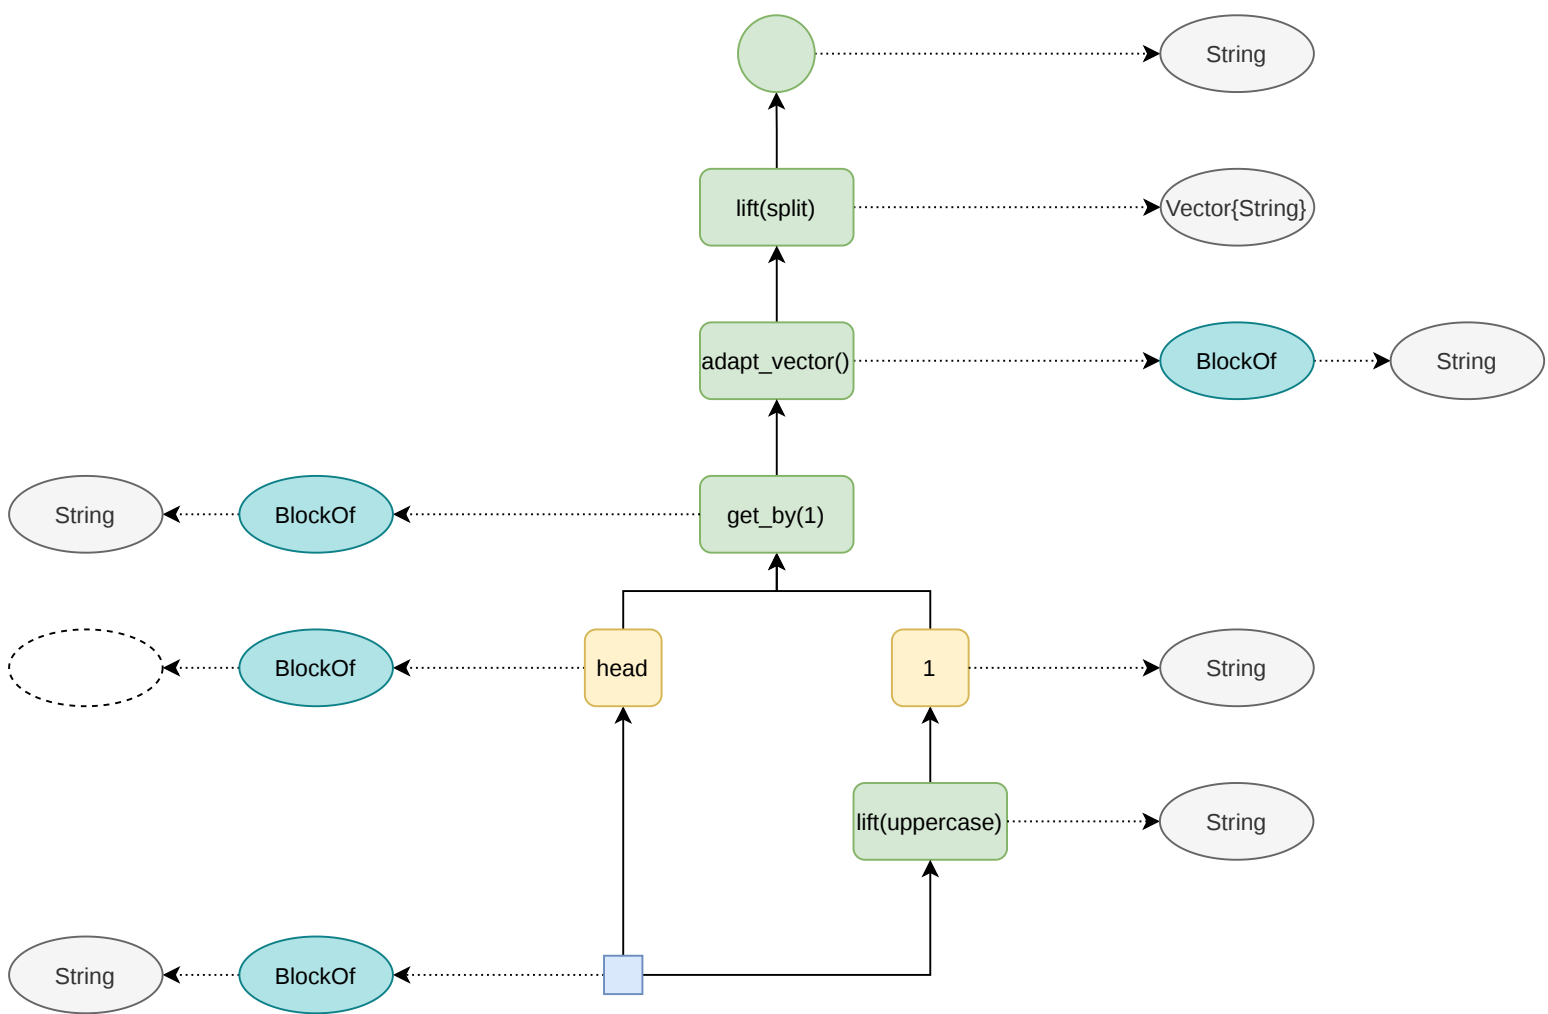 String
lift(split)
Vector{String}
adapt_vector()
BlockOf
String
String
BlockOf
get_by(1)
BlockOf
head
1
String
lift(uppercase)
String
String
BlockOf